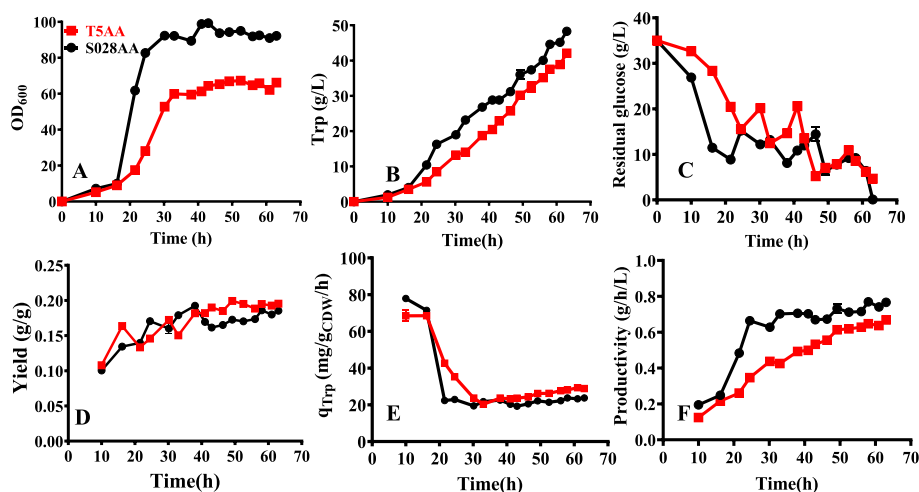 T5AA
S028AA
OD600
100
80
60
40
20
0
A
0 10 20 30 40 50 60 70
Time (h)
Trp (g/L)
50
40
30
20
10
0
B
0 10 20 30 40 50 60 70
Time(h)
Residual glucose (g/L)
40
30
20
10
0
C
0 10 20 30 40 50 60 70
Time (h)
Yield (g/g)
0.25
0.20
0.15
0.10
0.05
0.00
D
0 10 20 30 40 50 60 70
Time(h)
qTrp (mg/gCDW/h)
100
80
60
40
20
0
E
0 10 20 30 40 50 60 70
Time(h)
Productivity (g/h/L)
1.0
0.8
0.6
0.4
0.2
0.0
F
0 10 20 30 40 50 60 70
Time(h)